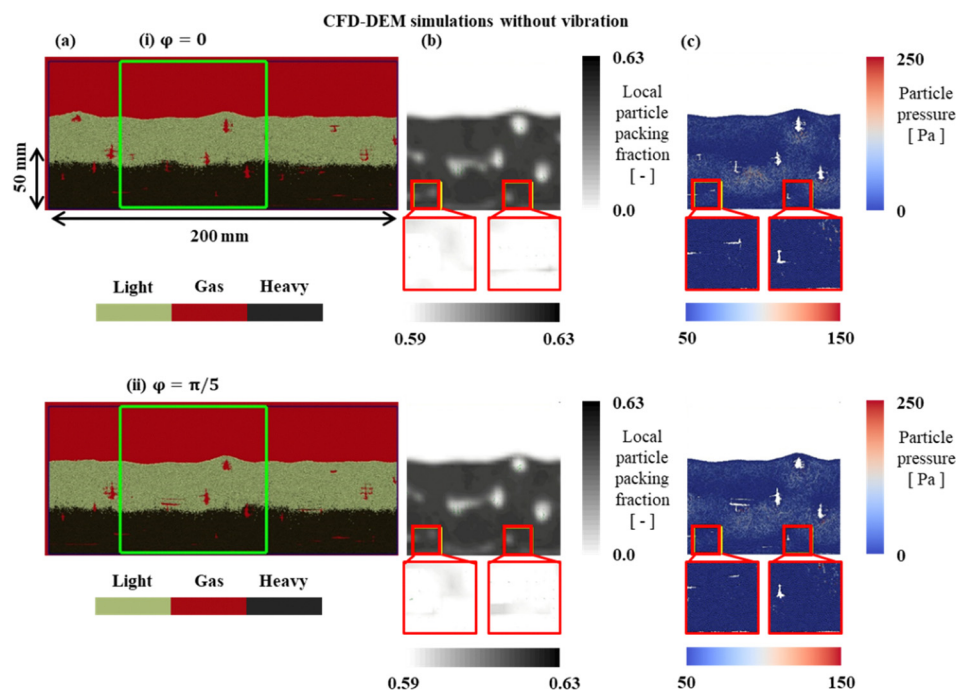 CFD-DEM simulations without vibration
(a)
(i) φ = 0
(b)
(c)
50 mm
200 mm
Light Gas Heavy
0.63
Local
particle
packing
fraction
[ - ]
0.0
0.59 0.63
250
Particle
pressure
[ Pa ]
0
50 150
(ii) φ = π/5
Light Gas Heavy
0.63
Local
particle
packing
fraction
[ - ]
0.0
0.59 0.63
250
Particle
pressure
[ Pa ]
0
50 150